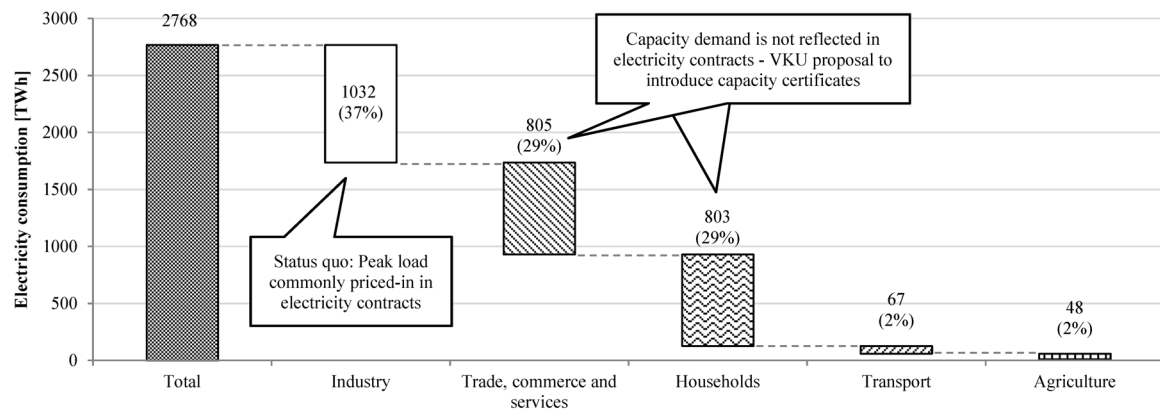 Electricity consumption [TWh]
3000
2500
2000
1500
1000
500
0
2768
1032
(37%)
805
(29%)
803
(29%)
67
(2%)
48
(2%)
Capacity demand is not reflected in
electricity contracts - VKU proposal to
introduce capacity certificates
Status quo: Peak load
commonly priced-in in
electricity contracts
Total
Industry
Trade, commerce and
services
Households
Transport
Agriculture